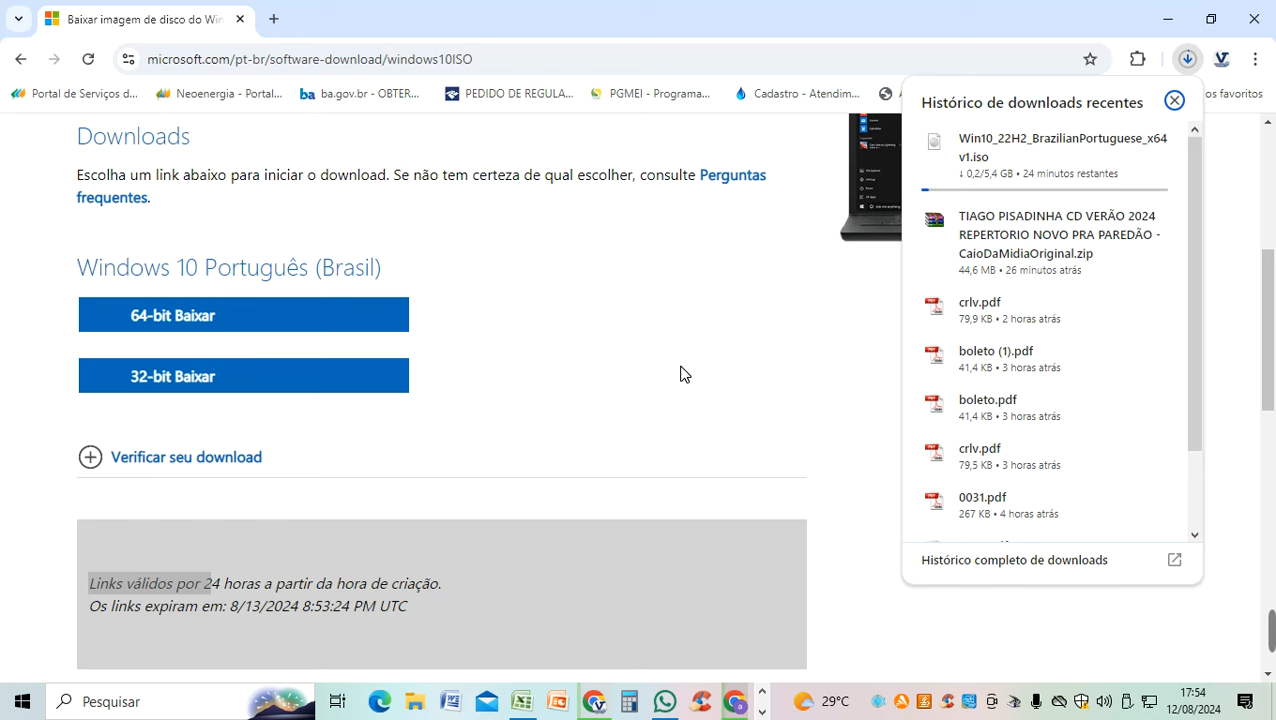 Baixar imagem de disco do Win
microsoft.com/pt-br/software-download/windows10ISO
Portal de Serviços d...
Neoenergia - Portal...
ba.gov.br - OBTER...
PEDIDO DE REGULA...
PGMEI - Programa...
Cadastro - Atendim...
os favoritos
Downloads
Escolha um link abaixo para iniciar o download. Se não tem certeza de qual escolher, consulte Perguntas
frequentes.
Windows 10 Português (Brasil)
64-bit Baixar
32-bit Baixar
Verificar seu download
Links válidos por 24 horas a partir da hora de criação.
Os links expiram em: 8/13/2024 8:53:24 PM UTC
Histórico de downloads recentes
Win10_22H2_BrazilianPortuguese_x64
v1.iso
↓ 0,2/5,4 GB • 24 minutos restantes
TIAGO PISADINHA CD VERÃO 2024
REPERTORIO NOVO PRA PAREDÃO -
CaioDaMidiaOriginal.zip
44,6 MB • 26 minutos atrás
crlv.pdf
79,9 KB • 2 horas atrás
boleto (1).pdf
41,4 KB • 3 horas atrás
boleto.pdf
41,4 KB • 3 horas atrás
crlv.pdf
79,5 KB • 3 horas atrás
0031.pdf
267 KB • 4 horas atrás
Histórico completo de downloads
Pesquisar
29°C
17:54
12/08/2024